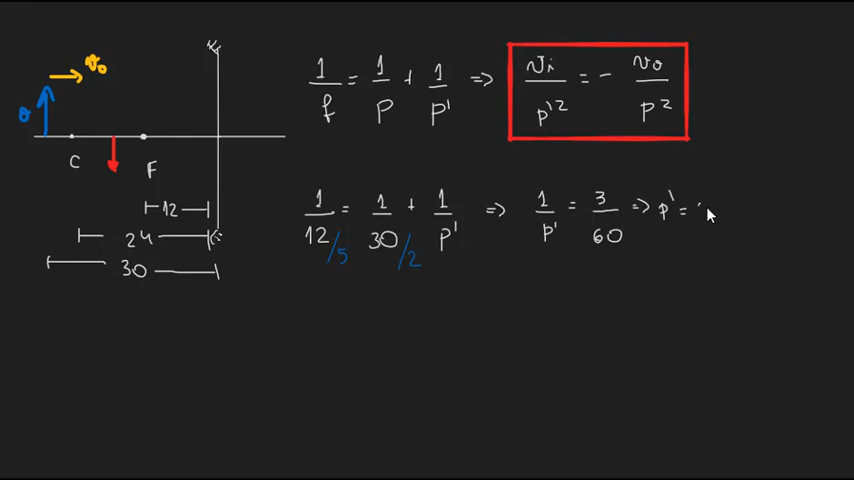 v₀
o
C
F
12
24
30
1/f = 1/p + 1/p' => vi/p'² = - v₀/p²
1/12 = 1/30 + 1/p' => 1/p' = 3/60 => p' =
/5 /2